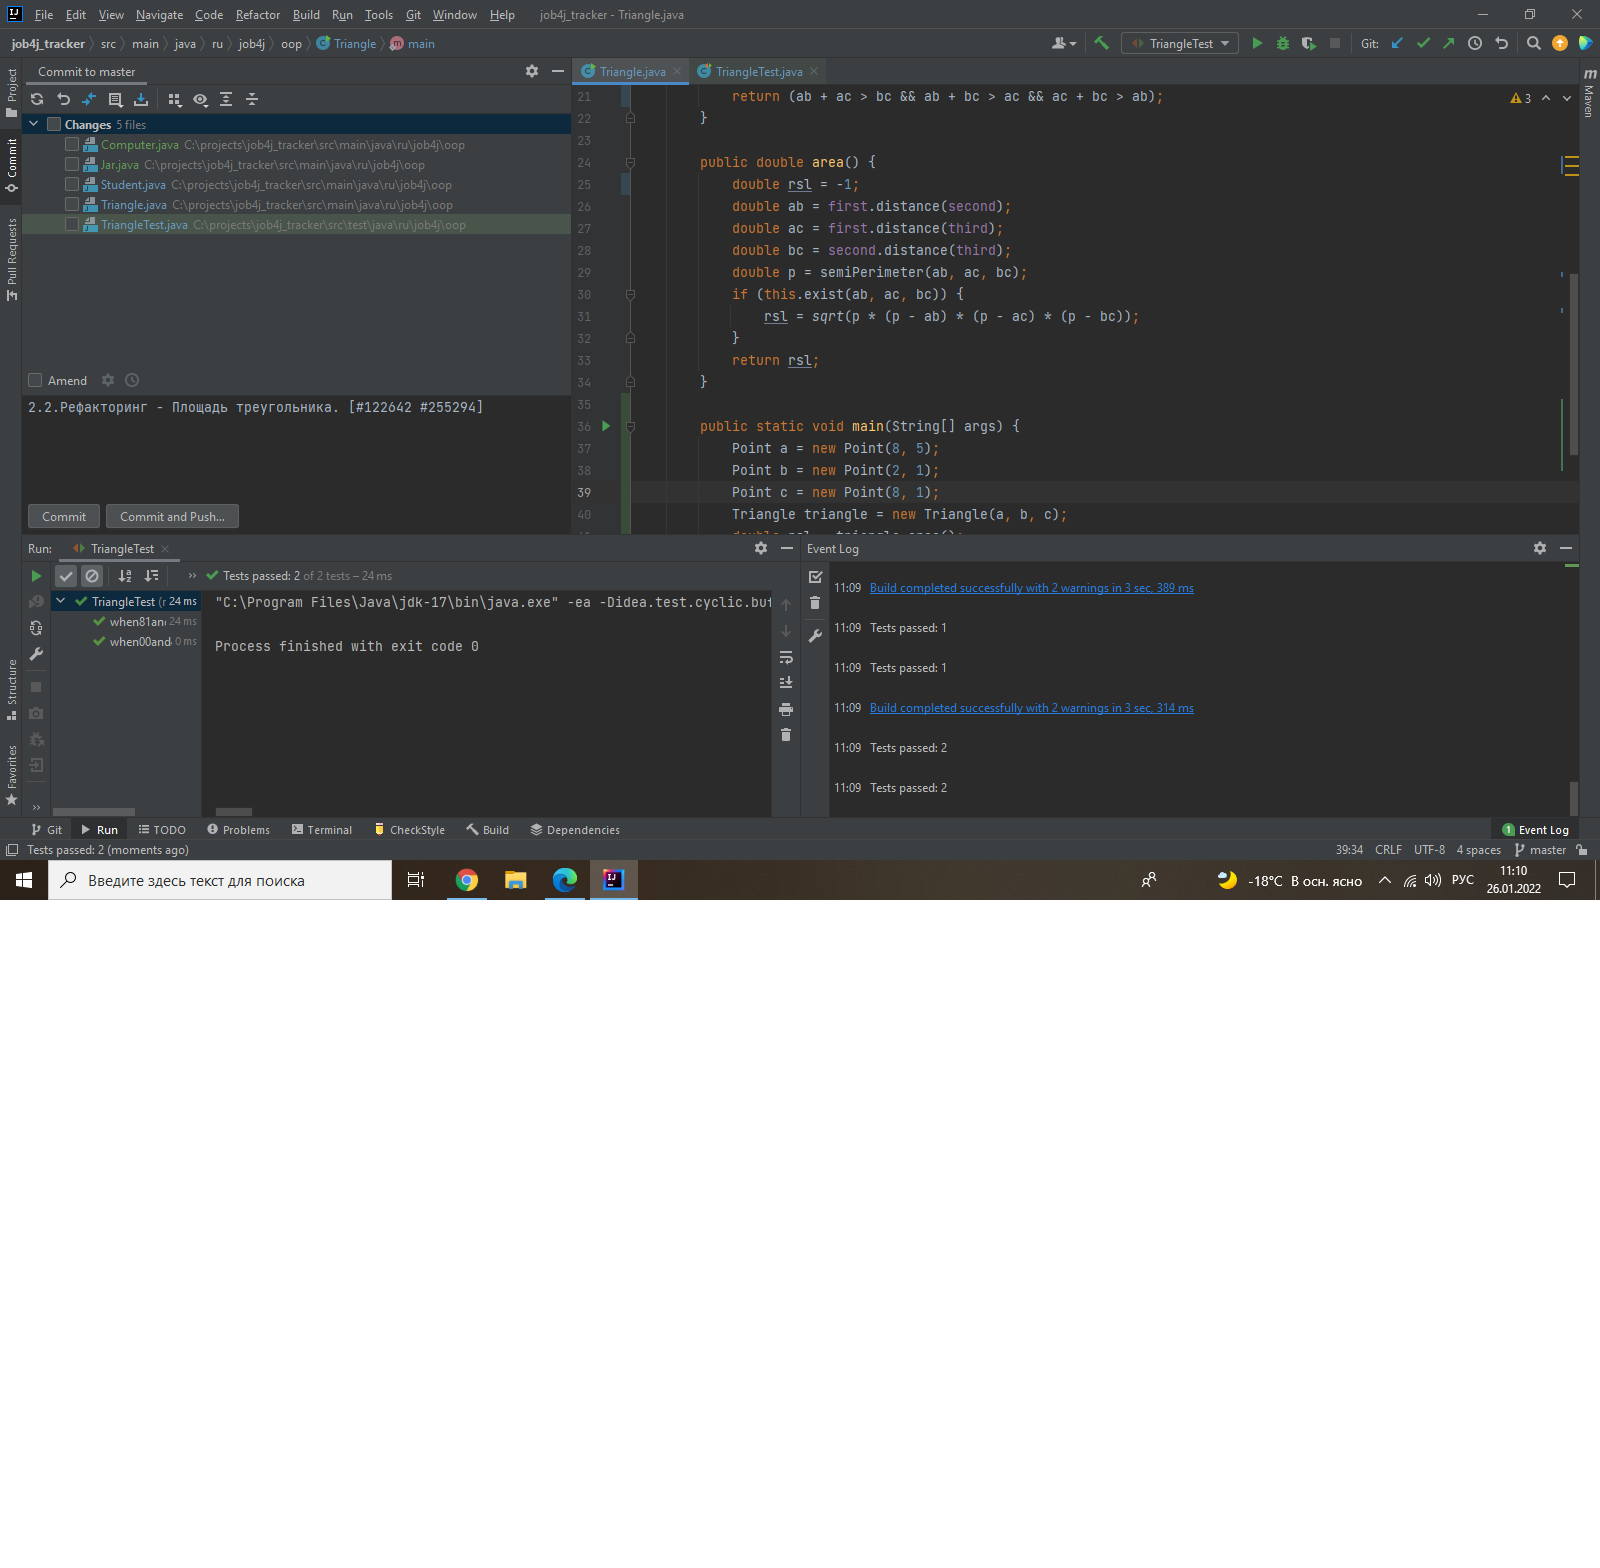 File Edit View Navigate Code Refactor Build Run Tools Git Window Help job4j_tracker - Triangle.java
job4j_tracker src main java ru job4j oop Triangle main
TriangleTest Git:
Project
Commit
Pull Requests
Structure
Favorites
Commit to master
Changes 5 files
Computer.java C:\projects\job4j_tracker\src\main\java\ru\job4j\oop
Jar.java C:\projects\job4j_tracker\src\main\java\ru\job4j\oop
Student.java C:\projects\job4j_tracker\src\main\java\ru\job4j\oop
Triangle.java C:\projects\job4j_tracker\src\main\java\ru\job4j\oop
TriangleTest.java C:\projects\job4j_tracker\src\test\java\ru\job4j\oop
Amend
2.2.Рефакторинг - Площадь треугольника. [#122642 #255294]
Commit Commit and Push...
Triangle.java TriangleTest.java
Maven
3
21 return (ab + ac > bc && ab + bc > ac && ac + bc > ab);
22 }
23
24 public double area() {
25 double rsl = -1;
26 double ab = first.distance(second);
27 double ac = first.distance(third);
28 double bc = second.distance(third);
29 double p = semiPerimeter(ab, ac, bc);
30 if (this.exist(ab, ac, bc)) {
31 rsl = sqrt(p * (p - ab) * (p - ac) * (p - bc));
32 }
33 return rsl;
34 }
35
36 public static void main(String[] args) {
37 Point a = new Point(8, 5);
38 Point b = new Point(2, 1);
39 Point c = new Point(8, 1);
40 Triangle triangle = new Triangle(a, b, c);
Run: TriangleTest
Tests passed: 2 of 2 tests – 24 ms
TriangleTest (r 24 ms
when81an 24 ms
when00and 0 ms
"C:\Program Files\Java\jdk-17\bin\java.exe" -ea -Didea.test.cyclic.buf
Process finished with exit code 0
Event Log
11:09 Build completed successfully with 2 warnings in 3 sec, 389 ms
11:09 Tests passed: 1
11:09 Tests passed: 1
11:09 Build completed successfully with 2 warnings in 3 sec, 314 ms
11:09 Tests passed: 2
11:09 Tests passed: 2
Git Run TODO Problems Terminal CheckStyle Build Dependencies 1 Event Log
Tests passed: 2 (moments ago) 39:34 CRLF UTF-8 4 spaces master
Введите здесь текст для поиска
-18°C В осн. ясно РУС
11:10
26.01.2022